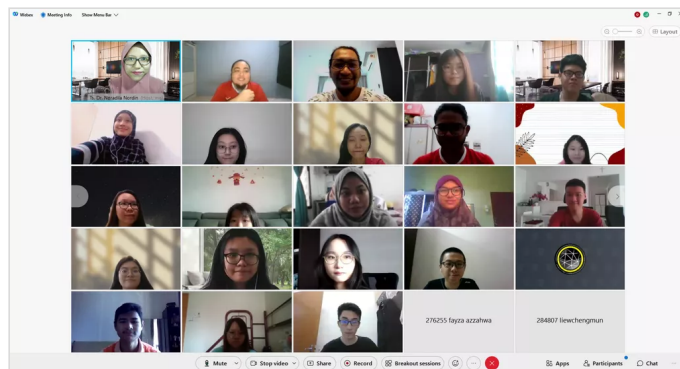 Webex
Meeting Info
Show Menu Bar
Layout
Dr. Noradila Nordin
276255 fayza azzahwa
284807 liewchengmun
Mute
Stop video
Share
Record
Breakout sessions
Apps
Participants
Chat